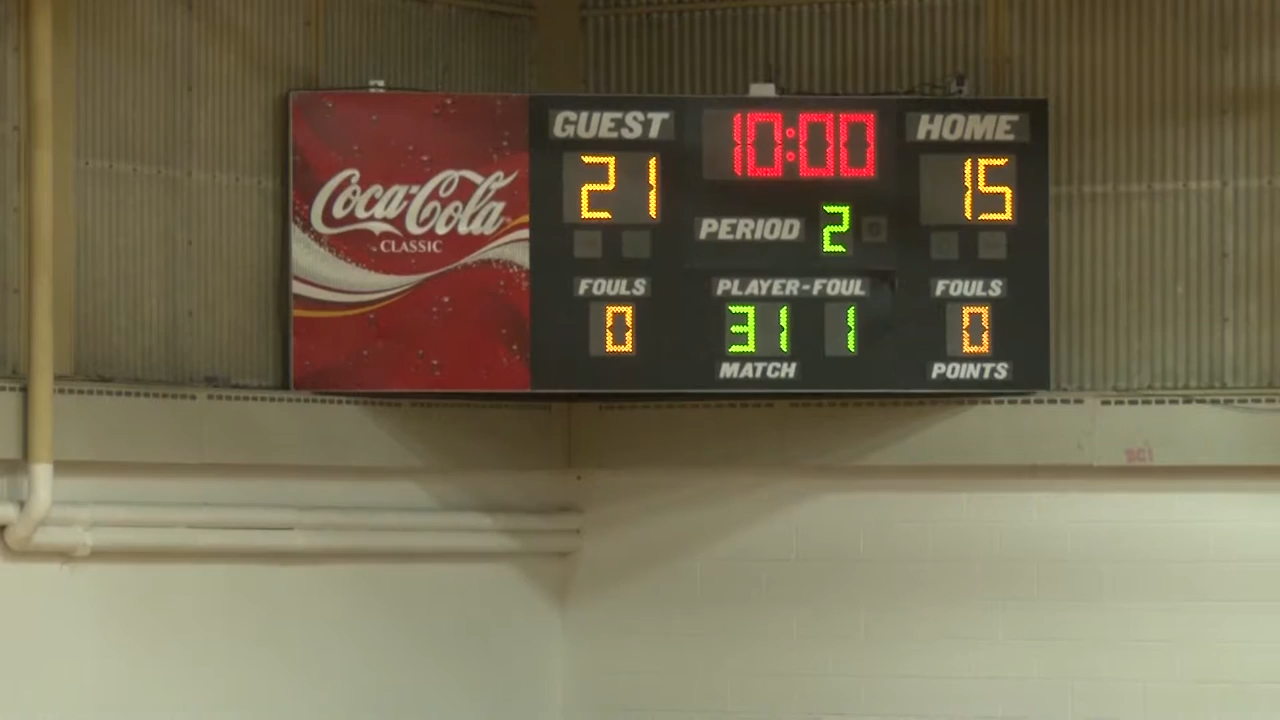 Coca-Cola
CLASSIC
GUEST 10:00 HOME
21 15
PERIOD 2
FOULS PLAYER-FOUL FOULS
0 31 1 0
MATCH POINTS